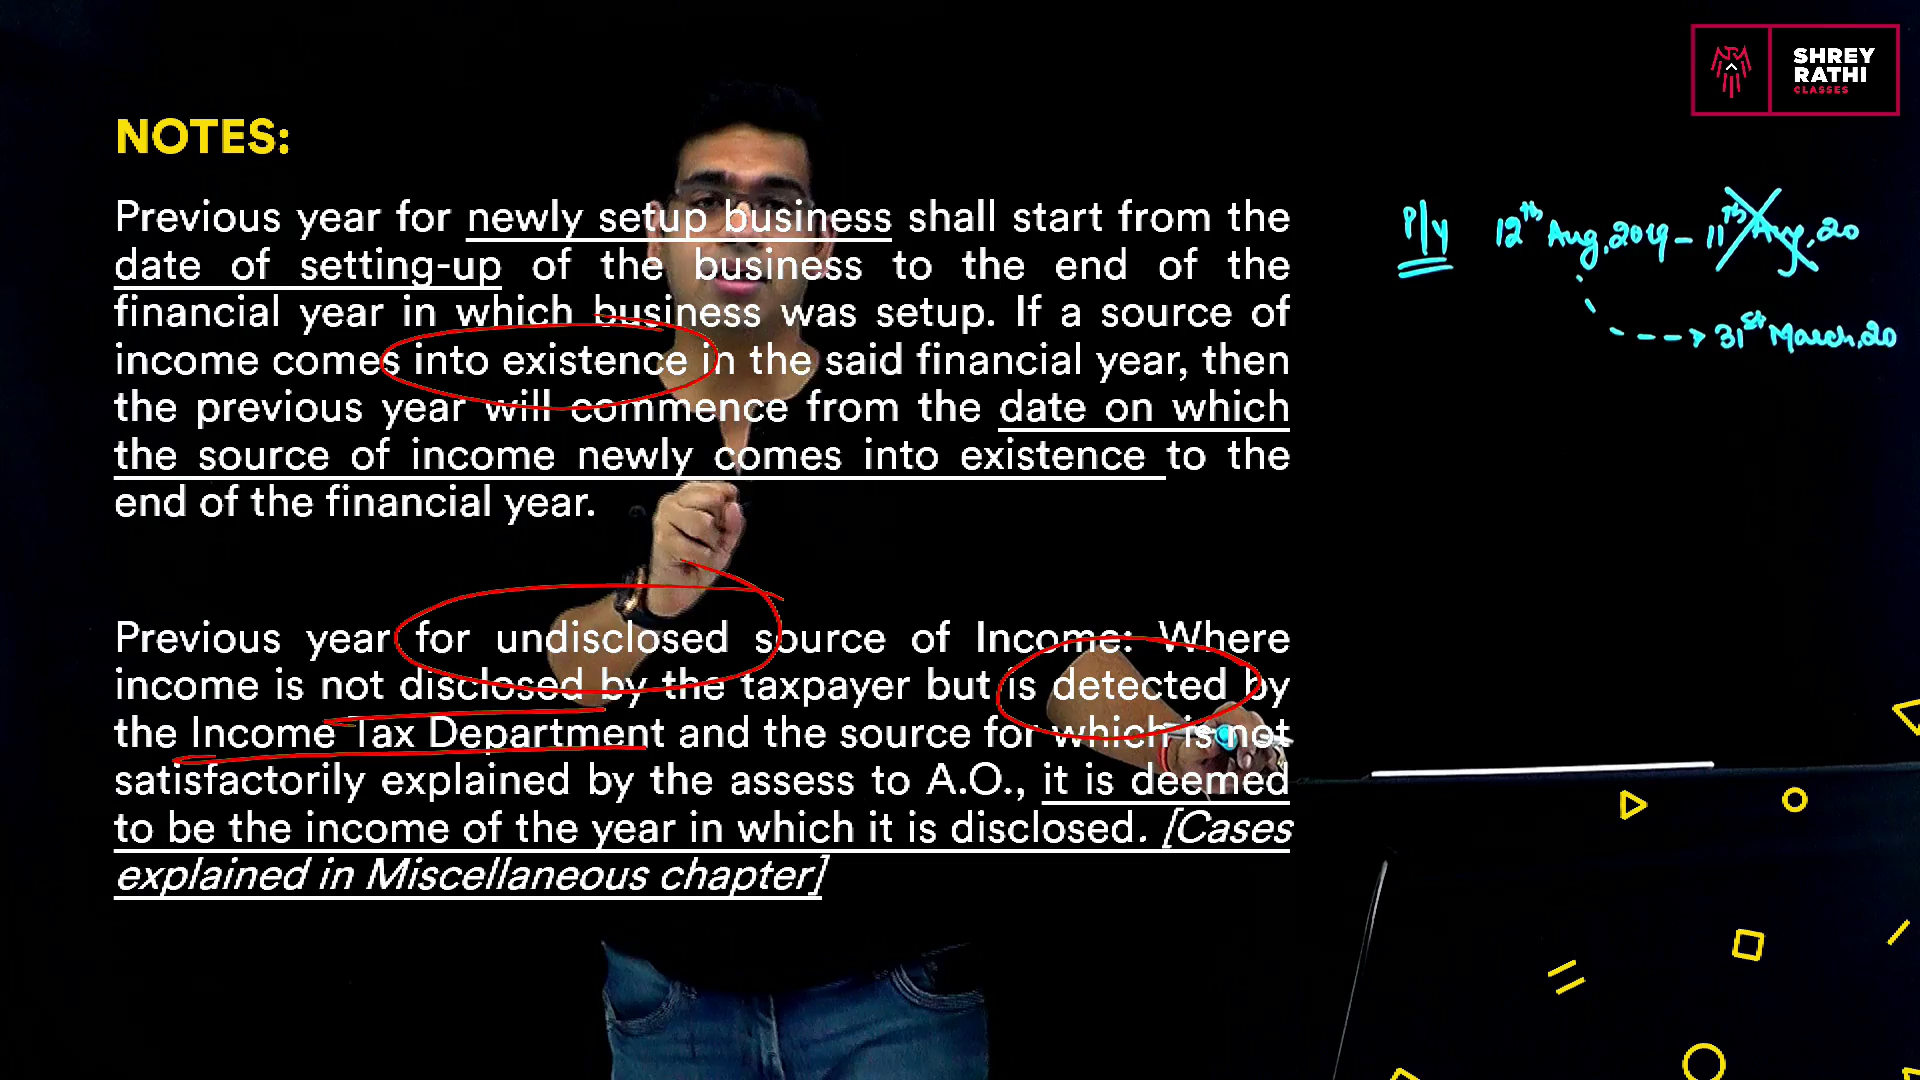 SHREY
RATHI
CLASSES
NOTES:
Previous year for newly setup business shall start from the
date of setting-up of the business to the end of the
financial year in which business was setup. If a source of
income comes into existence in the said financial year, then
the previous year will commence from the date on which
the source of income newly comes into existence to the
end of the financial year.
Previous year for undisclosed source of Income: Where
income is not disclosed by the taxpayer but is detected by
the Income Tax Department and the source for which is not
satisfactorily explained by the assess to A.O., it is deemed
to be the income of the year in which it is disclosed. [Cases
explained in Miscellaneous chapter]
P/y 12th Aug, 2019 - 11th Aug, 20
31st March, 20